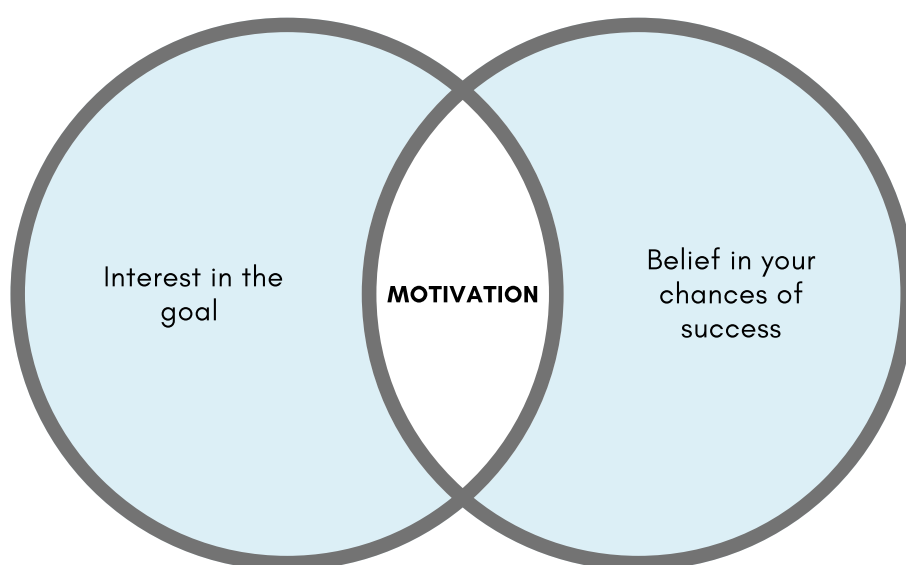 Interest in the
goal
MOTIVATION
Belief in your
chances of
success